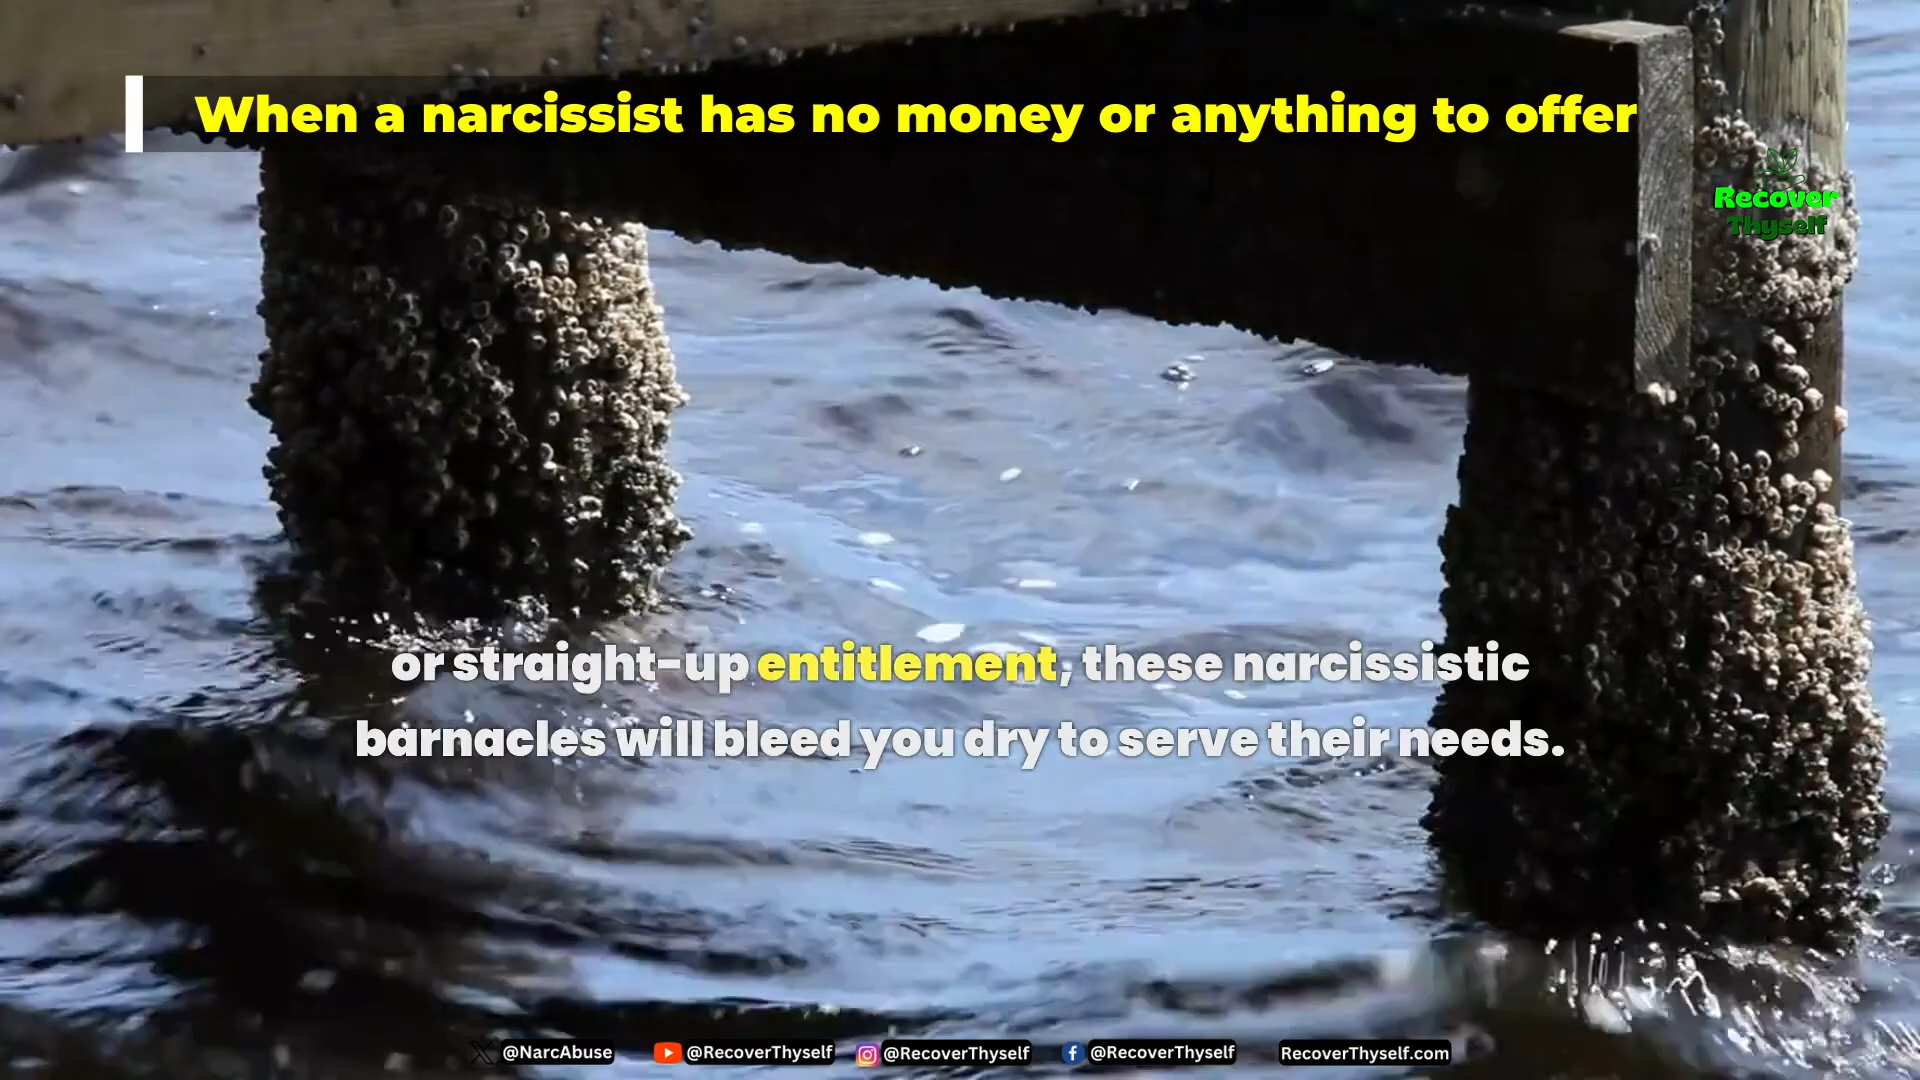 When a narcissist has no money or anything to offer
Recover
Thyself
or straight-up entitlement, these narcissistic
barnacles will bleed you dry to serve their needs.
@NarcAbuse
@RecoverThyself
@RecoverThyself
@RecoverThyself
RecoverThyself.com